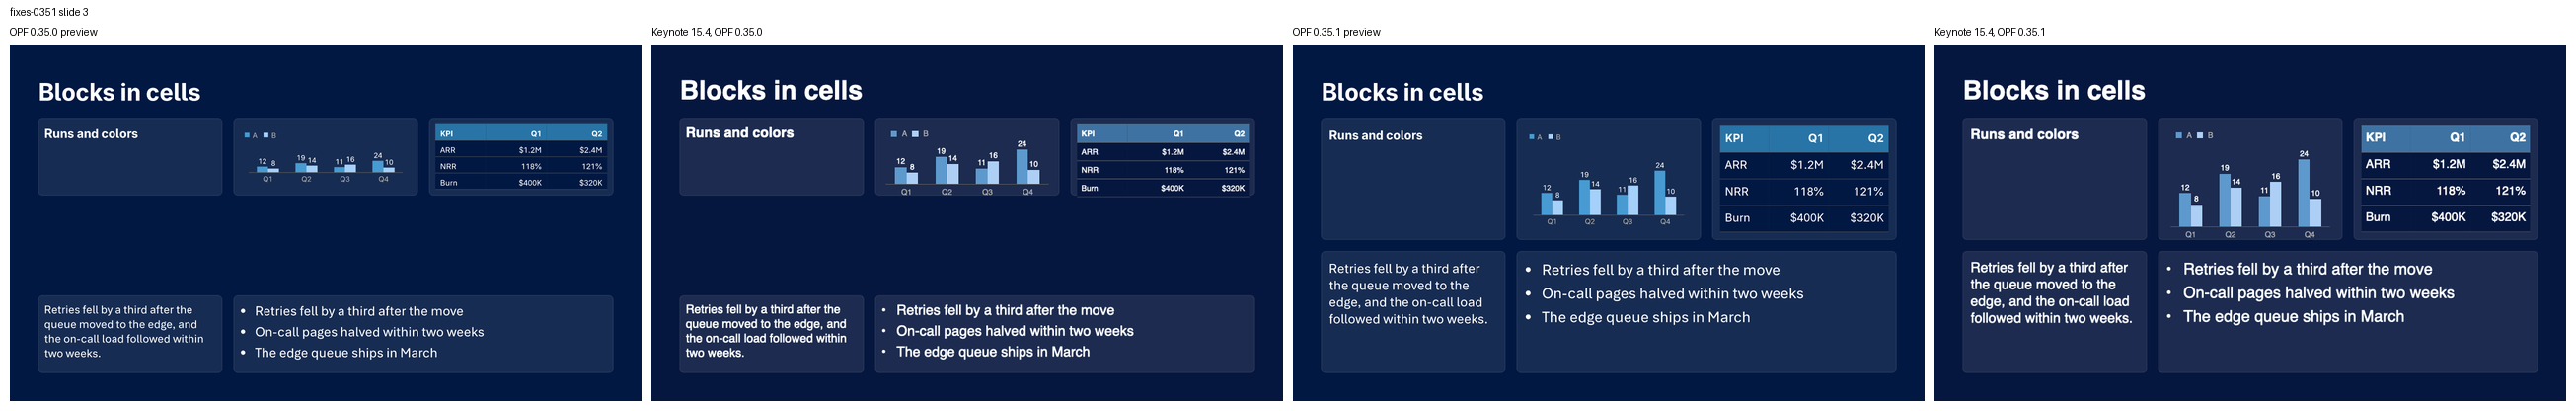 fixes-0351 slide 3
OPF 0.35.0 preview
Blocks in cells
Runs and colors
A B
12 8 19 14 11 16 24 10
Q1 Q2 Q3 Q4
KPI Q1 Q2
ARR $1.2M $2.4M
NRR 118% 121%
Burn $400K $320K
Retries fell by a third after the
queue moved to the edge, and
the on-call load followed within
two weeks.
• Retries fell by a third after the move
• On-call pages halved within two weeks
• The edge queue ships in March
Keynote 15.4, OPF 0.35.0
Blocks in cells
Runs and colors
A B
12 8 19 14 11 16 24 10
Q1 Q2 Q3 Q4
KPI Q1 Q2
ARR $1.2M $2.4M
NRR 118% 121%
Burn $400K $320K
Retries fell by a third after the
queue moved to the edge, and
the on-call load followed within
two weeks.
• Retries fell by a third after the move
• On-call pages halved within two weeks
• The edge queue ships in March
OPF 0.35.1 preview
Blocks in cells
Runs and colors
A B
12 8 19 14 11 16 24 10
Q1 Q2 Q3 Q4
KPI Q1 Q2
ARR $1.2M $2.4M
NRR 118% 121%
Burn $400K $320K
Retries fell by a third after
the queue moved to the
edge, and the on-call load
followed within two weeks.
• Retries fell by a third after the move
• On-call pages halved within two weeks
• The edge queue ships in March
Keynote 15.4, OPF 0.35.1
Blocks in cells
Runs and colors
A B
12 8 19 14 11 16 24 10
Q1 Q2 Q3 Q4
KPI Q1 Q2
ARR $1.2M $2.4M
NRR 118% 121%
Burn $400K $320K
Retries fell by a third after
the queue moved to the
edge, and the on-call load
followed within two weeks.
• Retries fell by a third after the move
• On-call pages halved within two weeks
• The edge queue ships in March